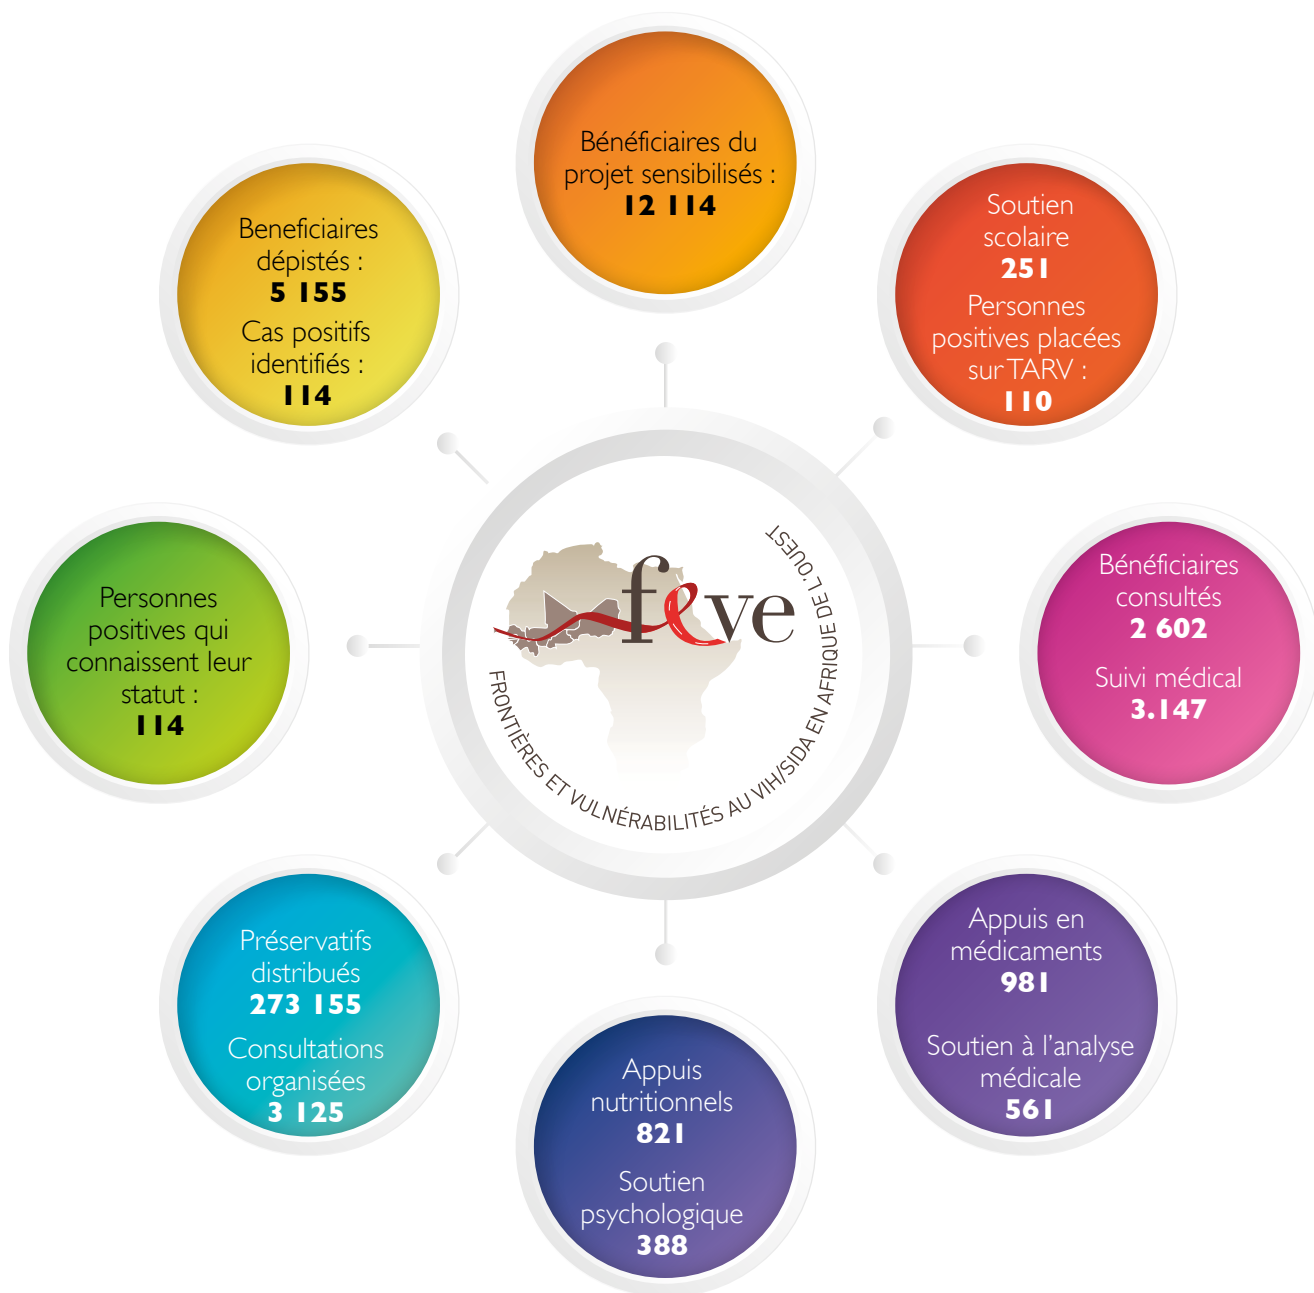 Bénéficiaires du
projet sensibilisés :
12 114
Soutien
scolaire
251
Personnes
positives placées
sur TARV :
110
Bénéficiaires
consultés
2 602
Suivi médical
3.147
Appuis en
médicaments
981
Soutien à l’analyse
médicale
561
Appuis
nutritionnels
821
Soutien
psychologique
388
Préservatifs
distribués
273 155
Consultations
organisées
3 125
Personnes
positives qui
connaissent leur
statut :
114
Beneficiaires
dépistés :
5 155
Cas positifs
identifiés :
114
feve
FRONTIÈRES ET VULNÉRABILITÉS AU VIH/SIDA EN AFRIQUE DE L'OUEST